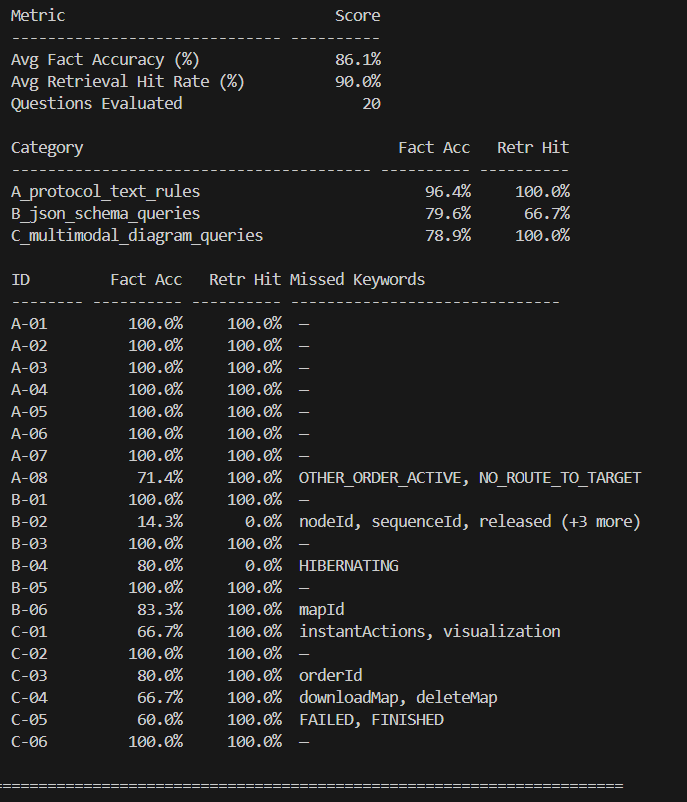 Metric Score
------------------------------ ----------
Avg Fact Accuracy (%) 86.1%
Avg Retrieval Hit Rate (%) 90.0%
Questions Evaluated 20
Category Fact Acc Retr Hit
---------------------------------------- ---------- ----------
A_protocol_text_rules 96.4% 100.0%
B_json_schema_queries 79.6% 66.7%
C_multimodal_diagram_queries 78.9% 100.0%
ID Fact Acc Retr Hit Missed Keywords
-------- ---------- ---------- ------------------------------
A-01 100.0% 100.0% —
A-02 100.0% 100.0% —
A-03 100.0% 100.0% —
A-04 100.0% 100.0% —
A-05 100.0% 100.0% —
A-06 100.0% 100.0% —
A-07 100.0% 100.0% —
A-08 71.4% 100.0% OTHER_ORDER_ACTIVE, NO_ROUTE_TO_TARGET
B-01 100.0% 100.0% —
B-02 14.3% 0.0% nodeId, sequenceId, released (+3 more)
B-03 100.0% 100.0% —
B-04 80.0% 0.0% HIBERNATING
B-05 100.0% 100.0% —
B-06 83.3% 100.0% mapId
C-01 66.7% 100.0% instantActions, visualization
C-02 100.0% 100.0% —
C-03 80.0% 100.0% orderId
C-04 66.7% 100.0% downloadMap, deleteMap
C-05 60.0% 100.0% FAILED, FINISHED
C-06 100.0% 100.0% —
======================================================================